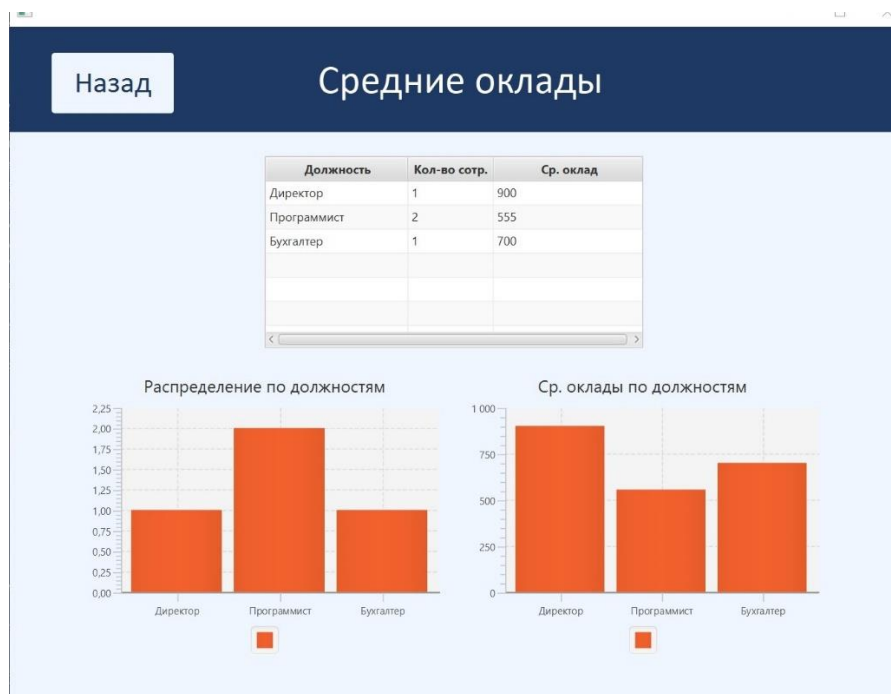 Назад
Средние оклады
Должность Кол-во сотр. Ср. оклад
Директор 1 900
Программист 2 555
Бухгалтер 1 700
Распределение по должностям
2,25
2,00
1,75
1,50
1,25
1,00
0,75
0,50
0,25
0,00
Директор Программист Бухгалтер
Ср. оклады по должностям
1 000
750
500
250
0
Директор Программист Бухгалтер